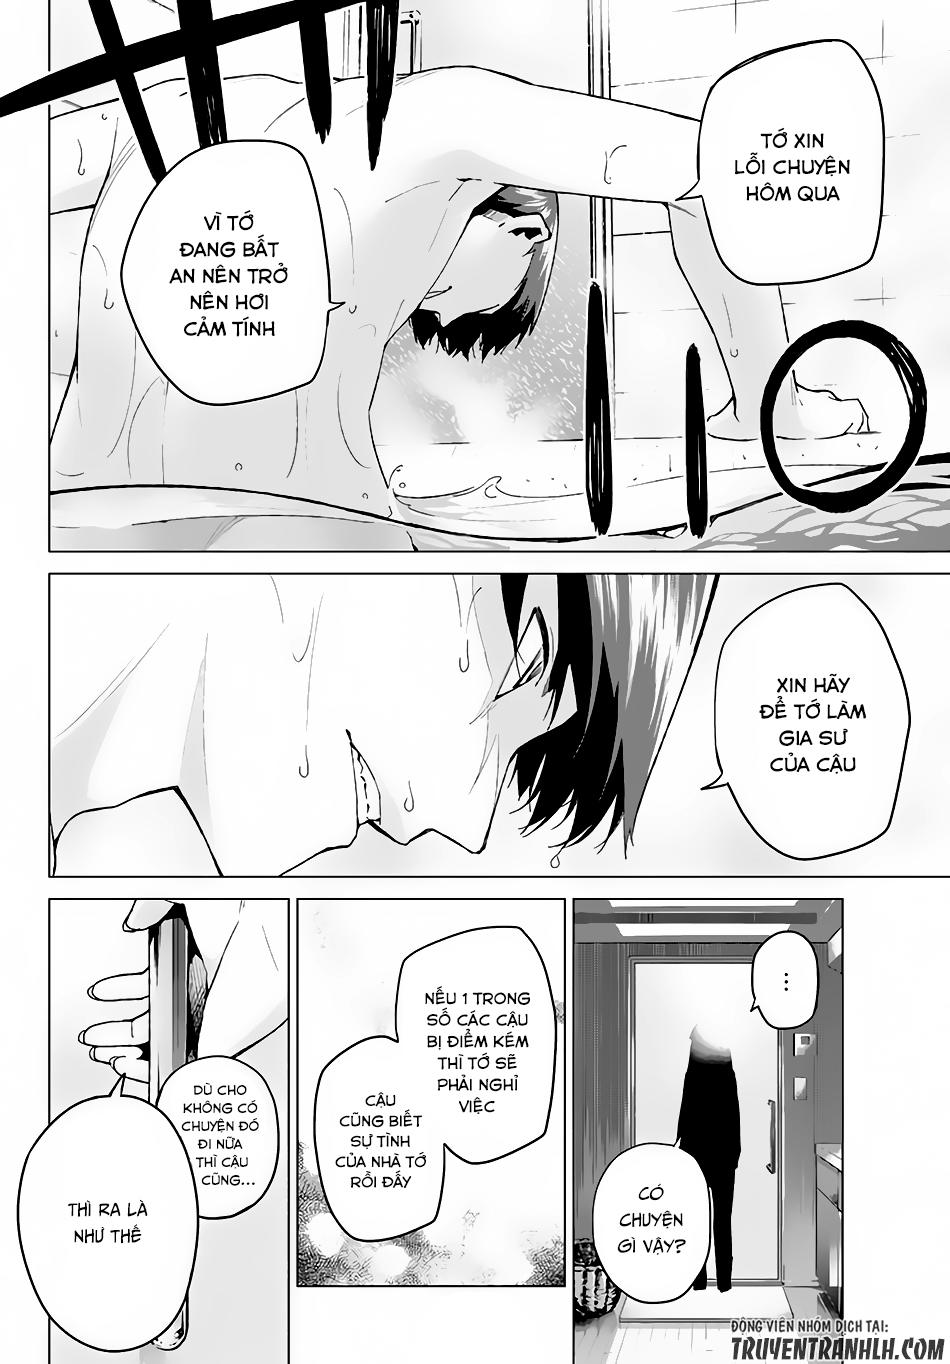 TỚ XIN
LỖI CHUYỆN
HÔM QUA
VÌ TỚ
ĐANG BẤT
AN NÊN TRỞ
NÊN HƠI
CẢM TÍNH
XIN HÃY
ĐỂ TỚ LÀM
GIA SƯ
CỦA CẬU
...
CÓ
CHUYỆN
GÌ VẬY?
NẾU 1 TRONG
SỐ CÁC CẬU
BỊ ĐIỂM KÉM
THÌ TỚ SẼ
PHẢI NGHỈ
VIỆC
CẬU
CŨNG BIẾT
SỰ TÌNH
CỦA NHÀ TỚ
RỒI ĐẤY
DÙ CHO
KHÔNG CÓ
CHUYỆN ĐÓ
ĐI NỮA
THÌ CẬU
CŨNG...
THÌ RA LÀ
NHƯ THẾ
ĐỘNG VIÊN NHÓM DỊCH TẠI:
TRUYENTRANHLH.COM